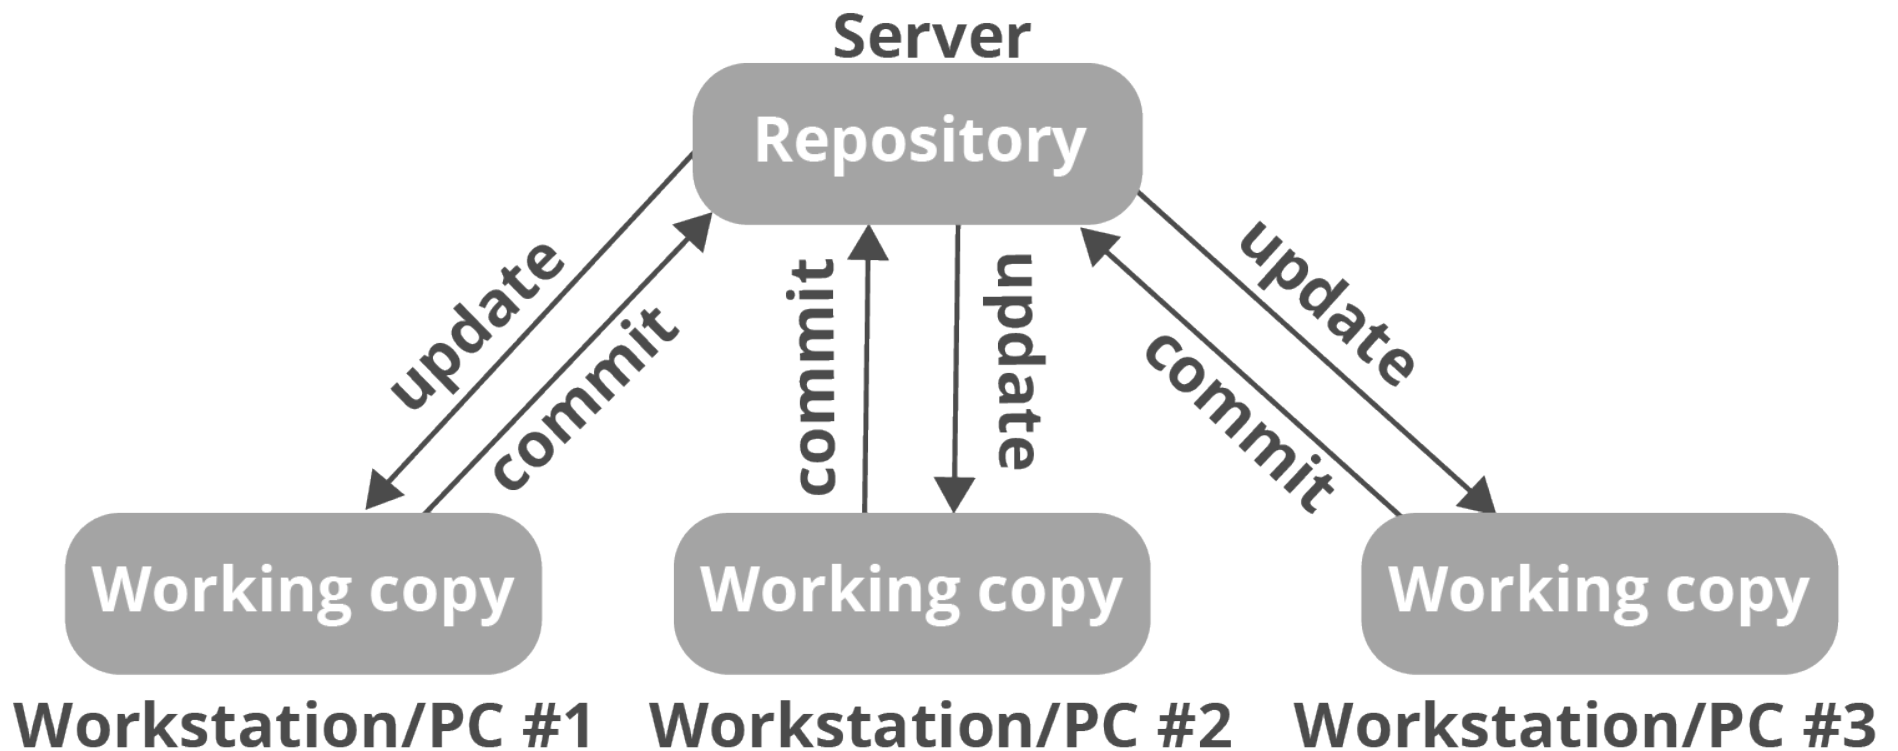 Server
Repository
update
commit
commit
update
commit
update
Working copy
Working copy
Working copy
Workstation/PC #1
Workstation/PC #2
Workstation/PC #3